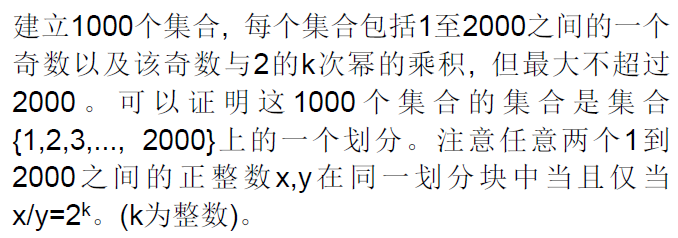 建立1000个集合, 每个集合包括1至2000之间的一个
奇数以及该奇数与2的k次幂的乘积, 但最大不超过
2000。可以证明这1000个集合的集合是集合
{1,2,3,..., 2000}上的一个划分。注意任意两个1到
2000之间的正整数x,y在同一划分块中当且仅当
x/y=2ᵏ。(k为整数)。